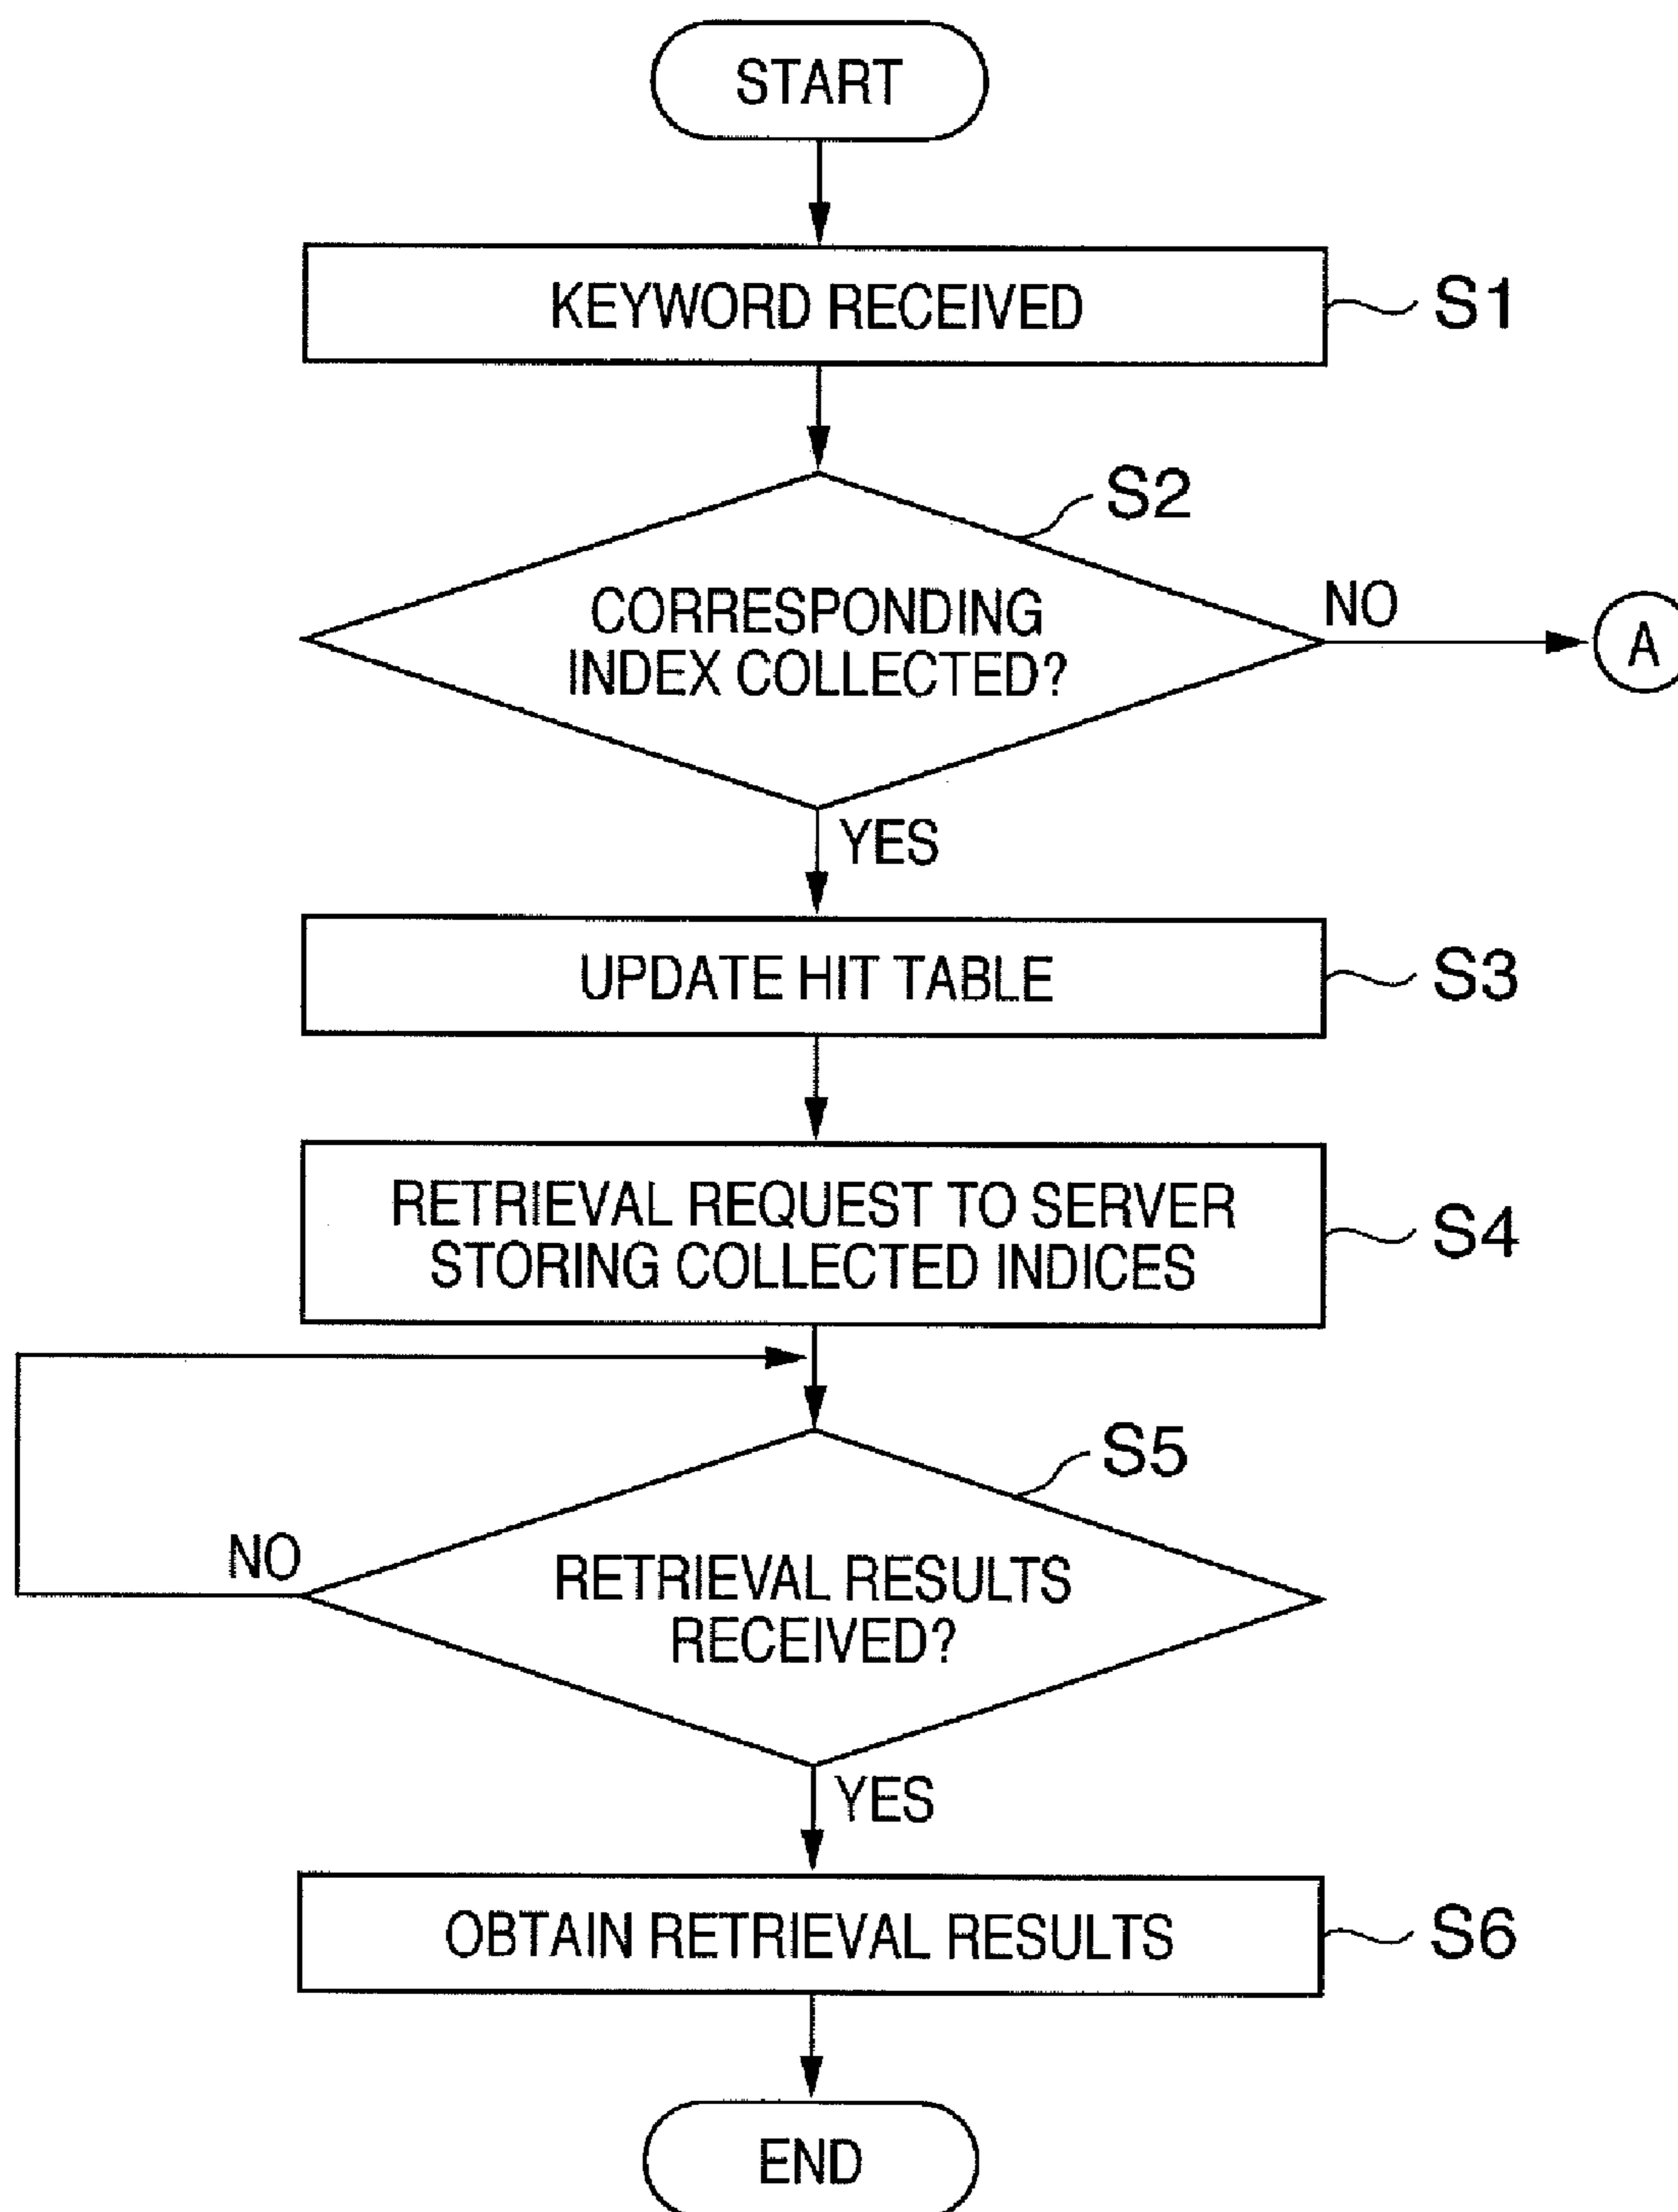 START
KEYWORD RECEIVED
S1
S2
CORRESPONDING
INDEX COLLECTED?
NO
A
YES
UPDATE HIT TABLE
S3
RETRIEVAL REQUEST TO SERVER
STORING COLLECTED INDICES
S4
S5
NO
RETRIEVAL RESULTS
RECEIVED?
YES
OBTAIN RETRIEVAL RESULTS
S6
END